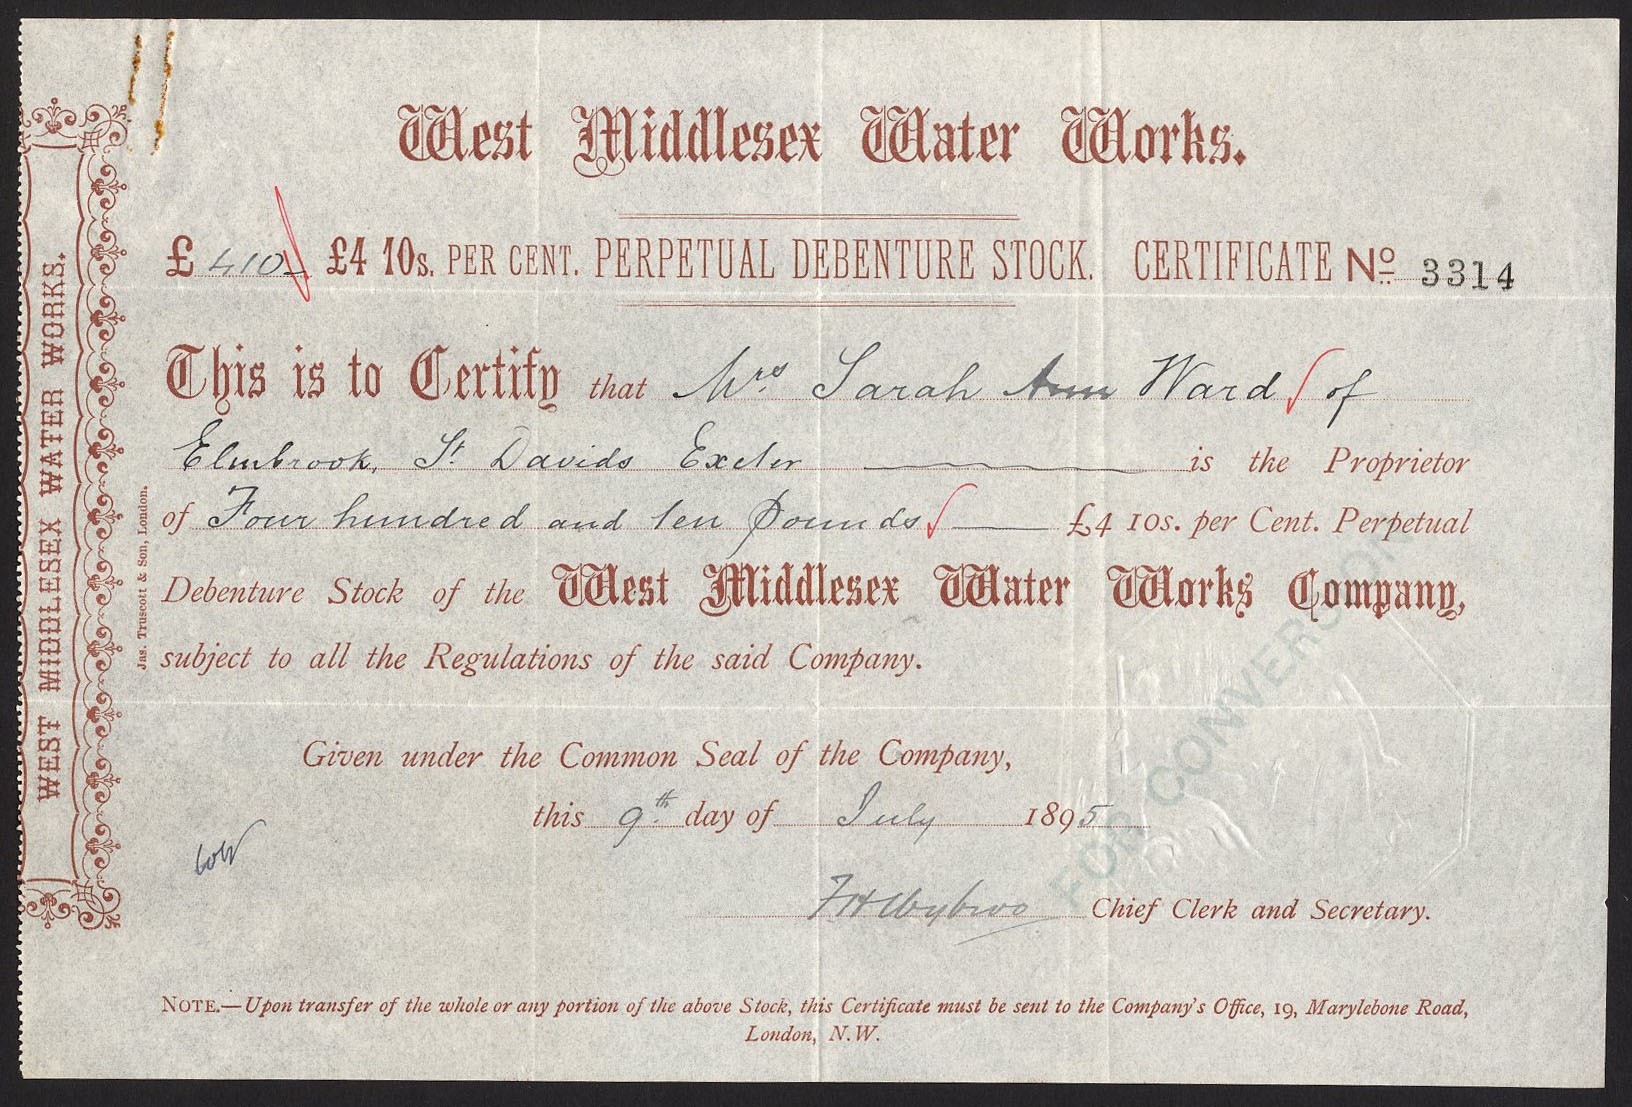 West Middlesex Water Works.
£ 410- £4 10s. PER CENT. PERPETUAL DEBENTURE STOCK. CERTIFICATE No. 3314
This is to Certify that Mrs Sarah Ann Ward of
Elmbrook, St. Davids Exeter is the Proprietor
of Four hundred and ten Pounds £4 10s. per Cent. Perpetual
Debenture Stock of the West Middlesex Water Works Company,
subject to all the Regulations of the said Company.
Given under the Common Seal of the Company,
this 9th. day of July 1895
Chief Clerk and Secretary.
NOTE.—Upon transfer of the whole or any portion of the above Stock, this Certificate must be sent to the Company's Office, 19, Marylebone Road,
London, N.W.
WEST MIDDLESEX WATER WORKS.
Jas. Truscott & Son, London.
FOR CONVERSION